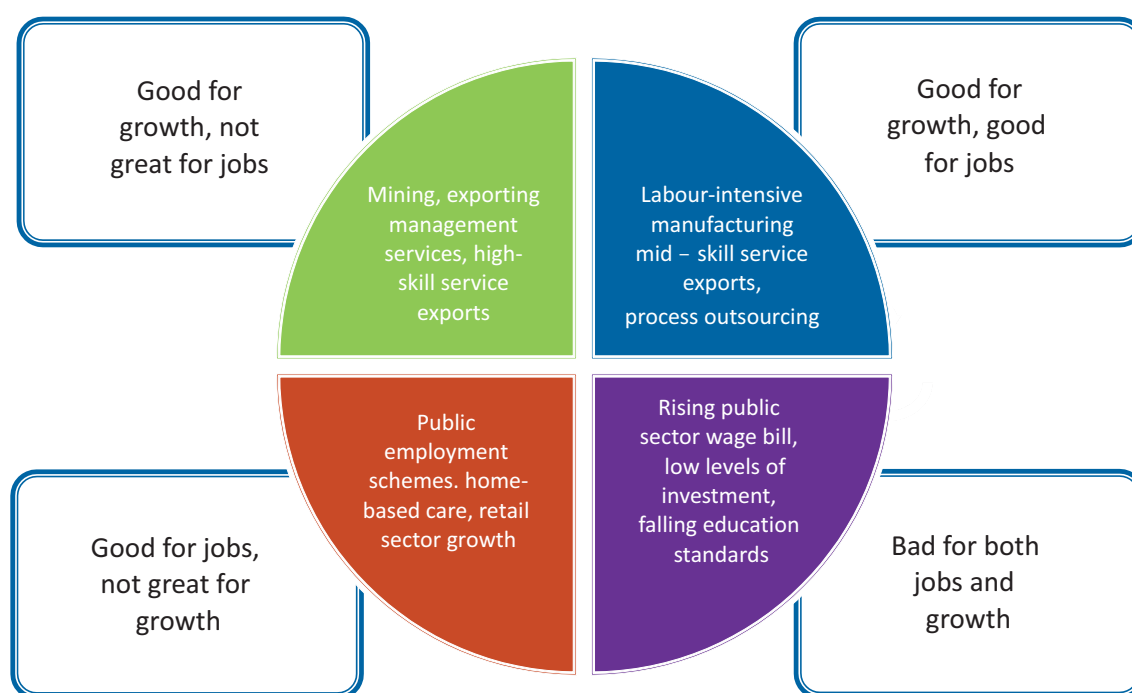 Good for
growth, not
great for jobs
Good for
growth, good
for jobs
Mining, exporting
management
services, high-
skill service
exports
Labour-intensive
manufacturing
mid – skill service
exports,
process outsourcing
Public
employment
schemes. home-
based care, retail
sector growth
Rising public
sector wage bill,
low levels of
investment,
falling education
standards
Good for jobs,
not great for
growth
Bad for both
jobs and
growth